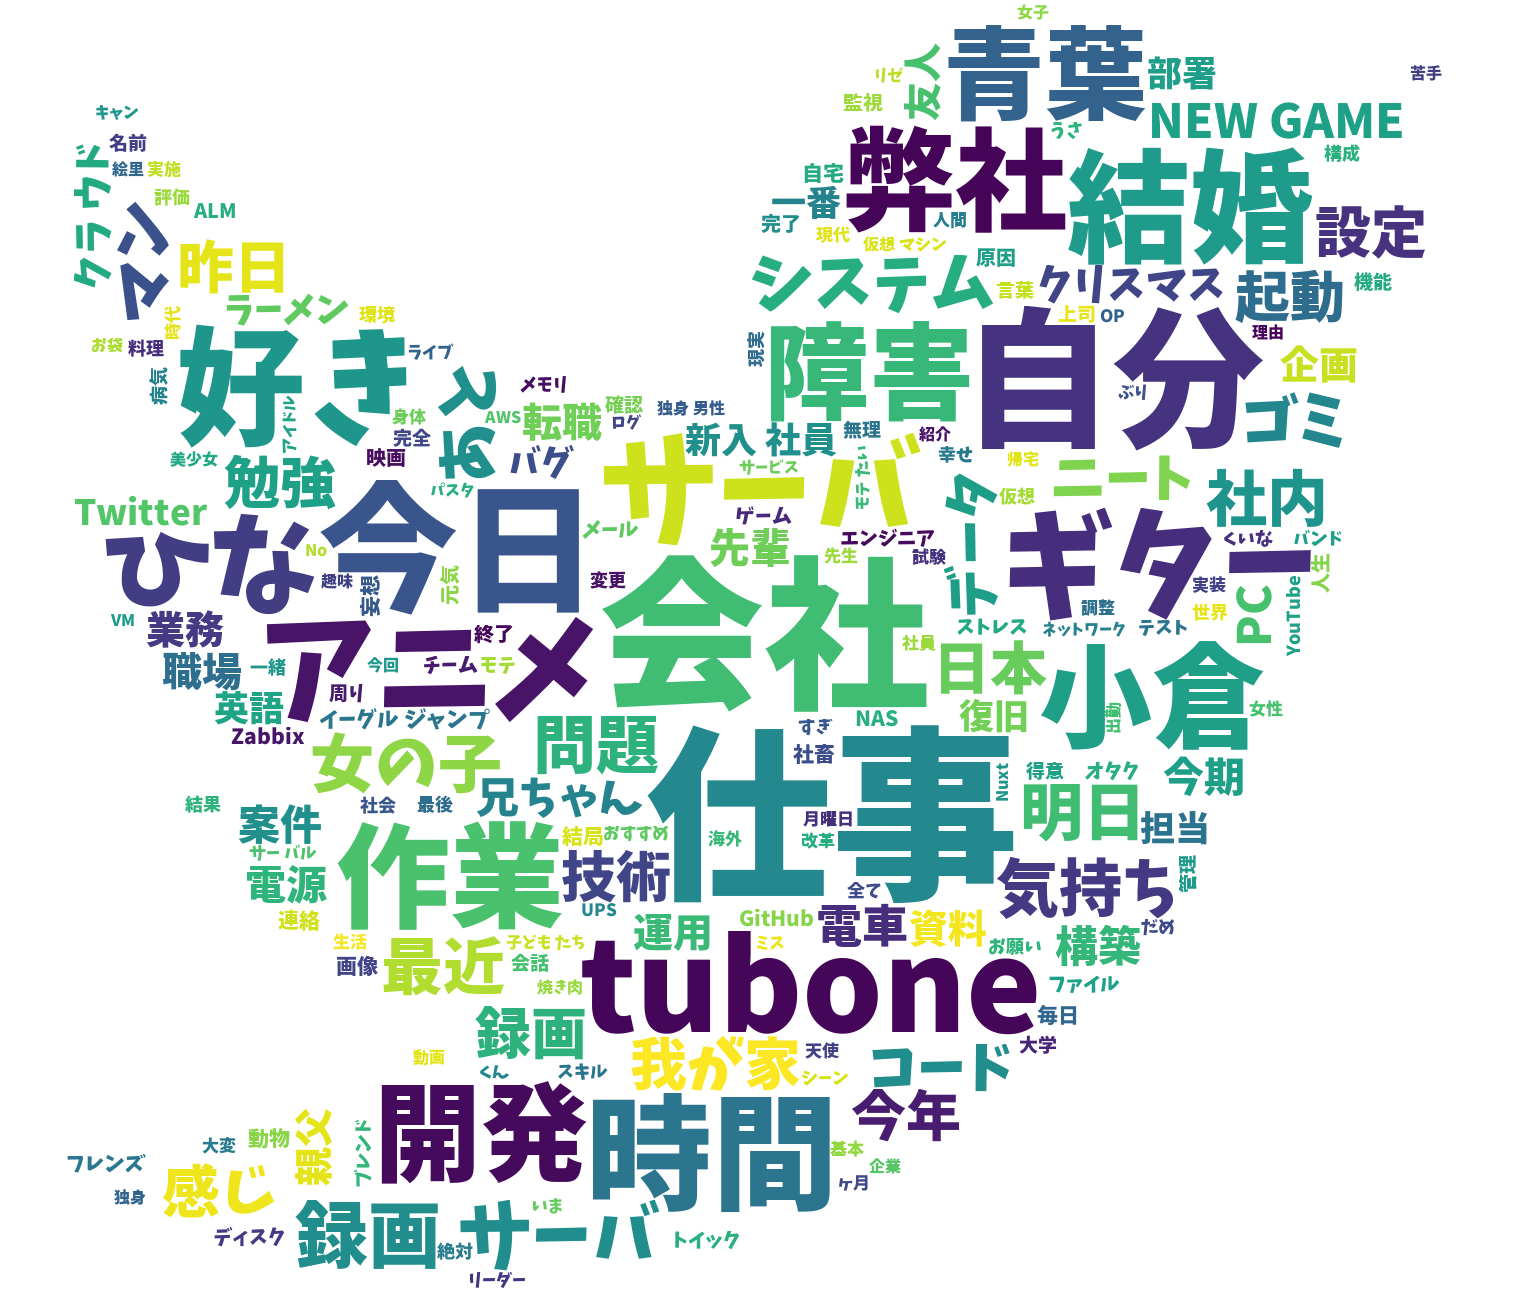 女子
青葉
友人
リゼ
部署
苦手
監視
NEW GAME
キャン
うさ
弊社
名前
結婚
構成
クラウド
絵里
実施
自宅
評価
一番
ALM
マン
人間
設定
完了
現代
仮想 マシン
昨日
原因
システム
クリスマス
起動
機能
言葉
ラーメン
環境
時代
上司
OP
自分
障害
理由
好き
お袋
料理
ライブ
現実
企画
病気
メモリ
ぶり
ゴミ
アイドル
身体
AWS
転職
確認
独身 男性
ログ
新入 社員
無理
紹介
完全
えす
バグ
映画
美少女
勉強
サーバ
サービス
モテ たい
幸せ
帰宅
ニート
社内
パスタ
今日
データ
仮想
Twitter
ゲーム
ギター
ひな
No
メール
先輩
エンジニア
くいな
バンド
先生
試験
会社
趣味
妄想
元気
変更
実装
人生
YouTube
調整
世界
PC
VM
業務
アニメ
終了
ストレス
ネットワーク
テスト
職場
一緒
今回
チーム
モテ
社員
日本
小倉
周り
英語
イーグル ジャンプ
Zabbix
NAS
復旧
出勤
女性
女の子
問題
すぎ
社畜
仕事
Nuxt
得意
オタク
今期
結果
社会
最後
兄ちゃん
明日
案件
作業
結局
おすすめ
海外
月曜日
改革
担当
サーバル
電源
技術
気持ち
管理
全て
連絡
UPS
運用
GitHub
電車
資料
だめ
生活
最近
子ども たち
ミス
お願い
構築
画像
会話
tubone
焼き肉
ファイル
録画
毎日
動画
我が家
天使
大学
くん
スキル
シーン
コード
開発
時間
今年
親父
ブレンド
大変
動物
基本
フレンズ
企業
感じ
ヶ月
独身
録画 サーバ
いま
ディスク
絶対
トイック
リーダー